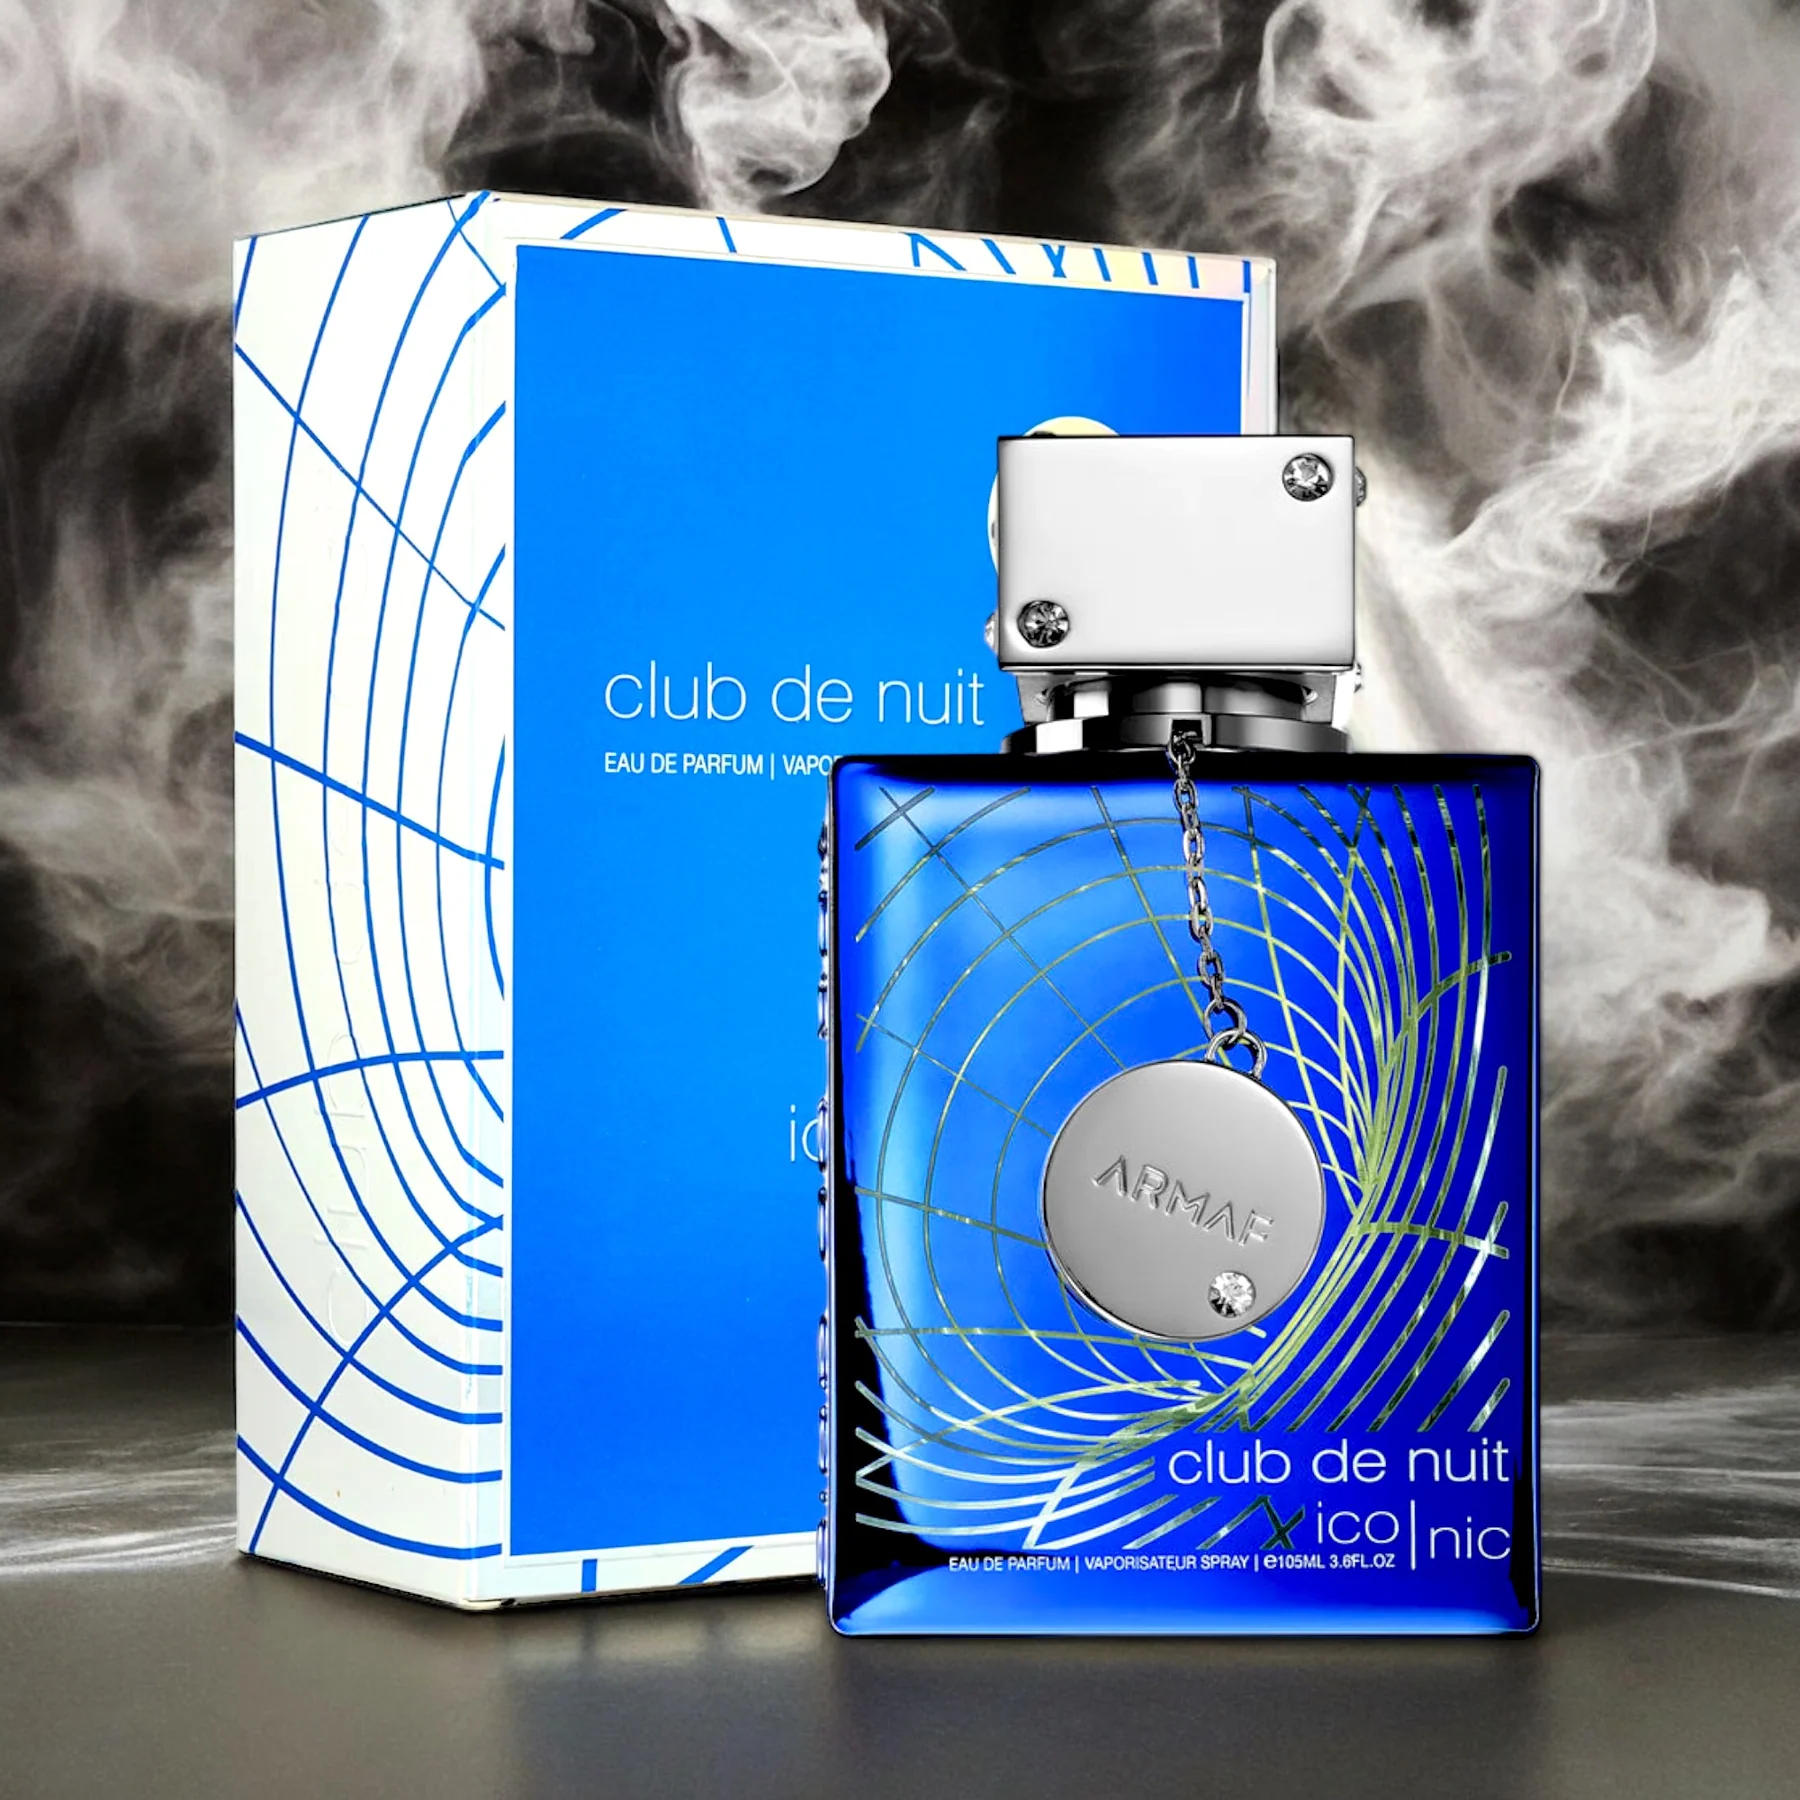 club de nuit
EAU DE PARFUM | VAPO
ic
ARMAF
club de nuit
ico|nic
EAU DE PARFUM | VAPORISATEUR SPRAY | ℮105ML 3.6FL.OZ